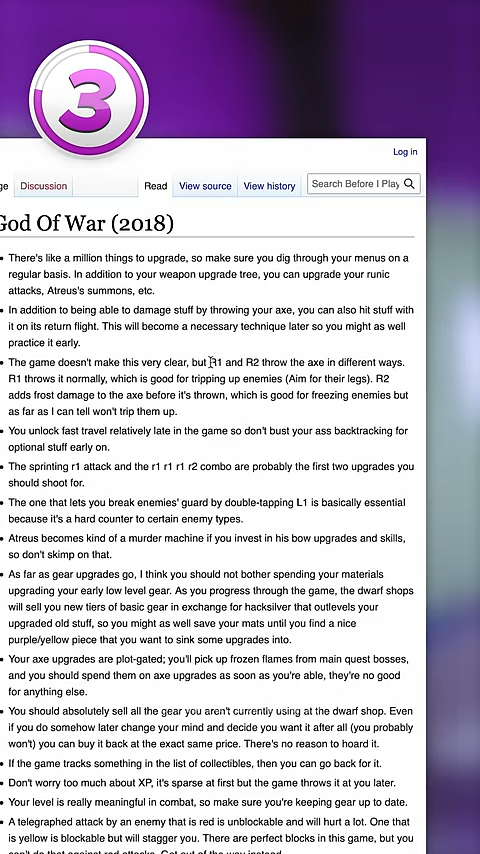 3
Log in
ge Discussion Read View source View history Search Before I Play
God Of War (2018)
There's like a million things to upgrade, so make sure you dig through your menus on a
regular basis. In addition to your weapon upgrade tree, you can upgrade your runic
attacks, Atreus's summons, etc.
In addition to being able to damage stuff by throwing your axe, you can also hit stuff with
it on its return flight. This will become a necessary technique later so you might as well
practice it early.
The game doesn't make this very clear, but R1 and R2 throw the axe in different ways.
R1 throws it normally, which is good for tripping up enemies (Aim for their legs). R2
adds frost damage to the axe before it's thrown, which is good for freezing enemies but
as far as I can tell won't trip them up.
You unlock fast travel relatively late in the game so don't bust your ass backtracking for
optional stuff early on.
The sprinting r1 attack and the r1 r1 r1 r2 combo are probably the first two upgrades you
should shoot for.
The one that lets you break enemies' guard by double-tapping L1 is basically essential
because it's a hard counter to certain enemy types.
Atreus becomes kind of a murder machine if you invest in his bow upgrades and skills,
so don't skimp on that.
As far as gear upgrades go, I think you should not bother spending your materials
upgrading your early low level gear. As you progress through the game, the dwarf shops
will sell you new tiers of basic gear in exchange for hacksilver that outlevels your
upgraded old stuff, so you might as well save your mats until you find a nice
purple/yellow piece that you want to sink some upgrades into.
Your axe upgrades are plot-gated; you'll pick up frozen flames from main quest bosses,
and you should spend them on axe upgrades as soon as you're able, they're no good
for anything else.
You should absolutely sell all the gear you aren't currently using at the dwarf shop. Even
if you do somehow later change your mind and decide you want it after all (you probably
won't) you can buy it back at the exact same price. There's no reason to hoard it.
If the game tracks something in the list of collectibles, then you can go back for it.
Don't worry too much about XP, it's sparse at first but the game throws it at you later.
Your level is really meaningful in combat, so make sure you're keeping gear up to date.
A telegraphed attack by an enemy that is red is unblockable and will hurt a lot. One that
is yellow is blockable but will stagger you. There are perfect blocks in this game, but you
can't do that against red attacks. Get out of the way instead.